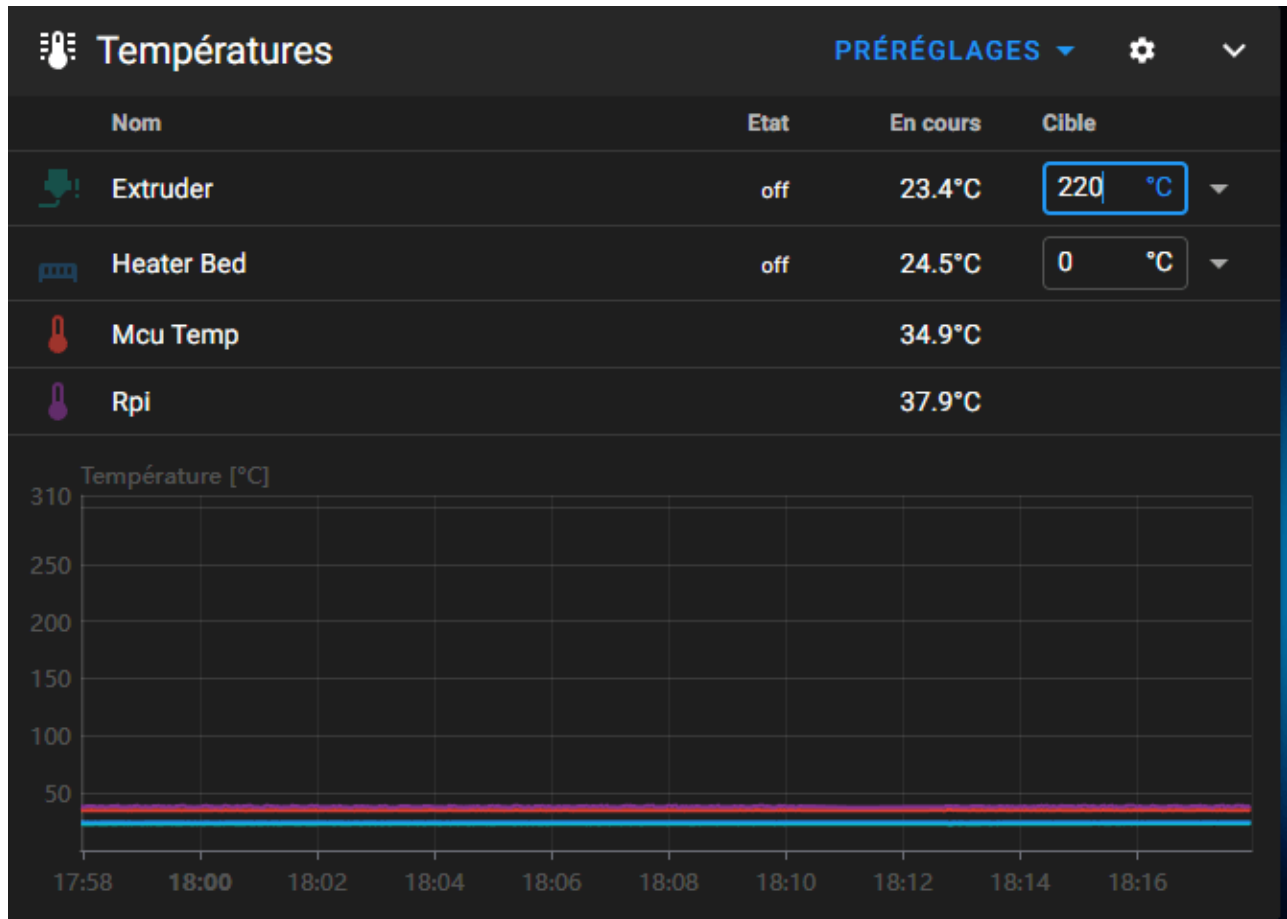 Températures PRÉRÉGLAGES
Nom Etat En cours Cible
Extruder off 23.4°C 220 °C
Heater Bed off 24.5°C 0 °C
Mcu Temp 34.9°C
Rpi 37.9°C
Température [°C]
310
250
200
150
100
50
17:58 18:00 18:02 18:04 18:06 18:08 18:10 18:12 18:14 18:16